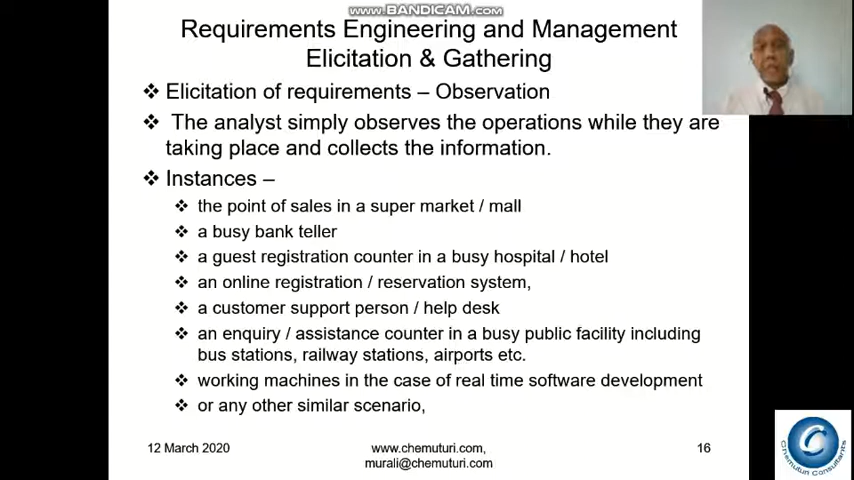 www.BANDICAM.com
Requirements Engineering and Management
Elicitation & Gathering
❖ Elicitation of requirements – Observation
❖ The analyst simply observes the operations while they are
taking place and collects the information.
❖ Instances –
❖ the point of sales in a super market / mall
❖ a busy bank teller
❖ a guest registration counter in a busy hospital / hotel
❖ an online registration / reservation system,
❖ a customer support person / help desk
❖ an enquiry / assistance counter in a busy public facility including
bus stations, railway stations, airports etc.
❖ working machines in the case of real time software development
❖ or any other similar scenario,
12 March 2020
www.chemuturi.com,
murali@chemuturi.com
16
Chemuturi Consultants